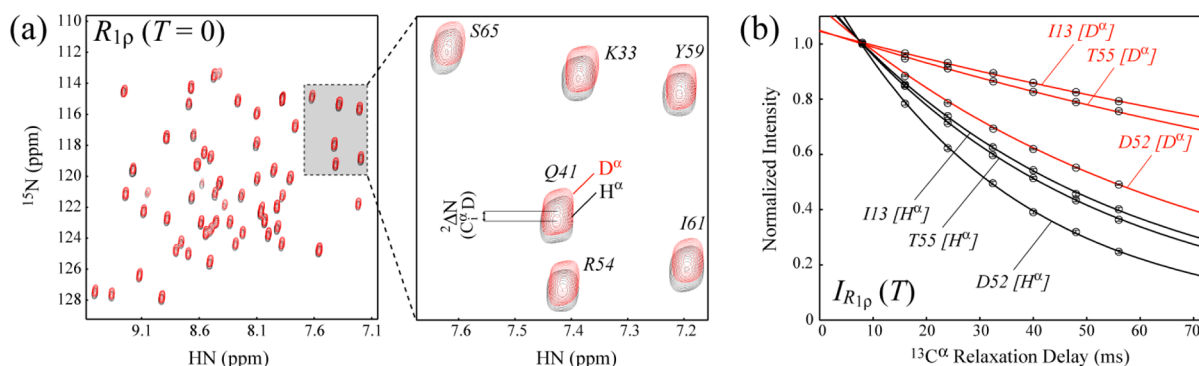 (a)
R1ρ (T = 0)
110
112
114
116
118
120
122
124
126
128
15N (ppm)
9.1
8.6
8.1
7.6
7.1
HN (ppm)
S65
K33
Y59
Q41
Dα
Hα
2ΔN
(CαiD)
I61
R54
7.6
7.5
7.4
7.3
7.2
HN (ppm)
(b)
1.0
0.8
0.6
0.4
0.2
Normalized Intensity
I13 [Dα]
T55 [Dα]
D52 [Dα]
I13 [Hα]
T55 [Hα]
D52 [Hα]
IR1ρ (T)
0
10
20
30
40
50
60
70
13Cα Relaxation Delay (ms)